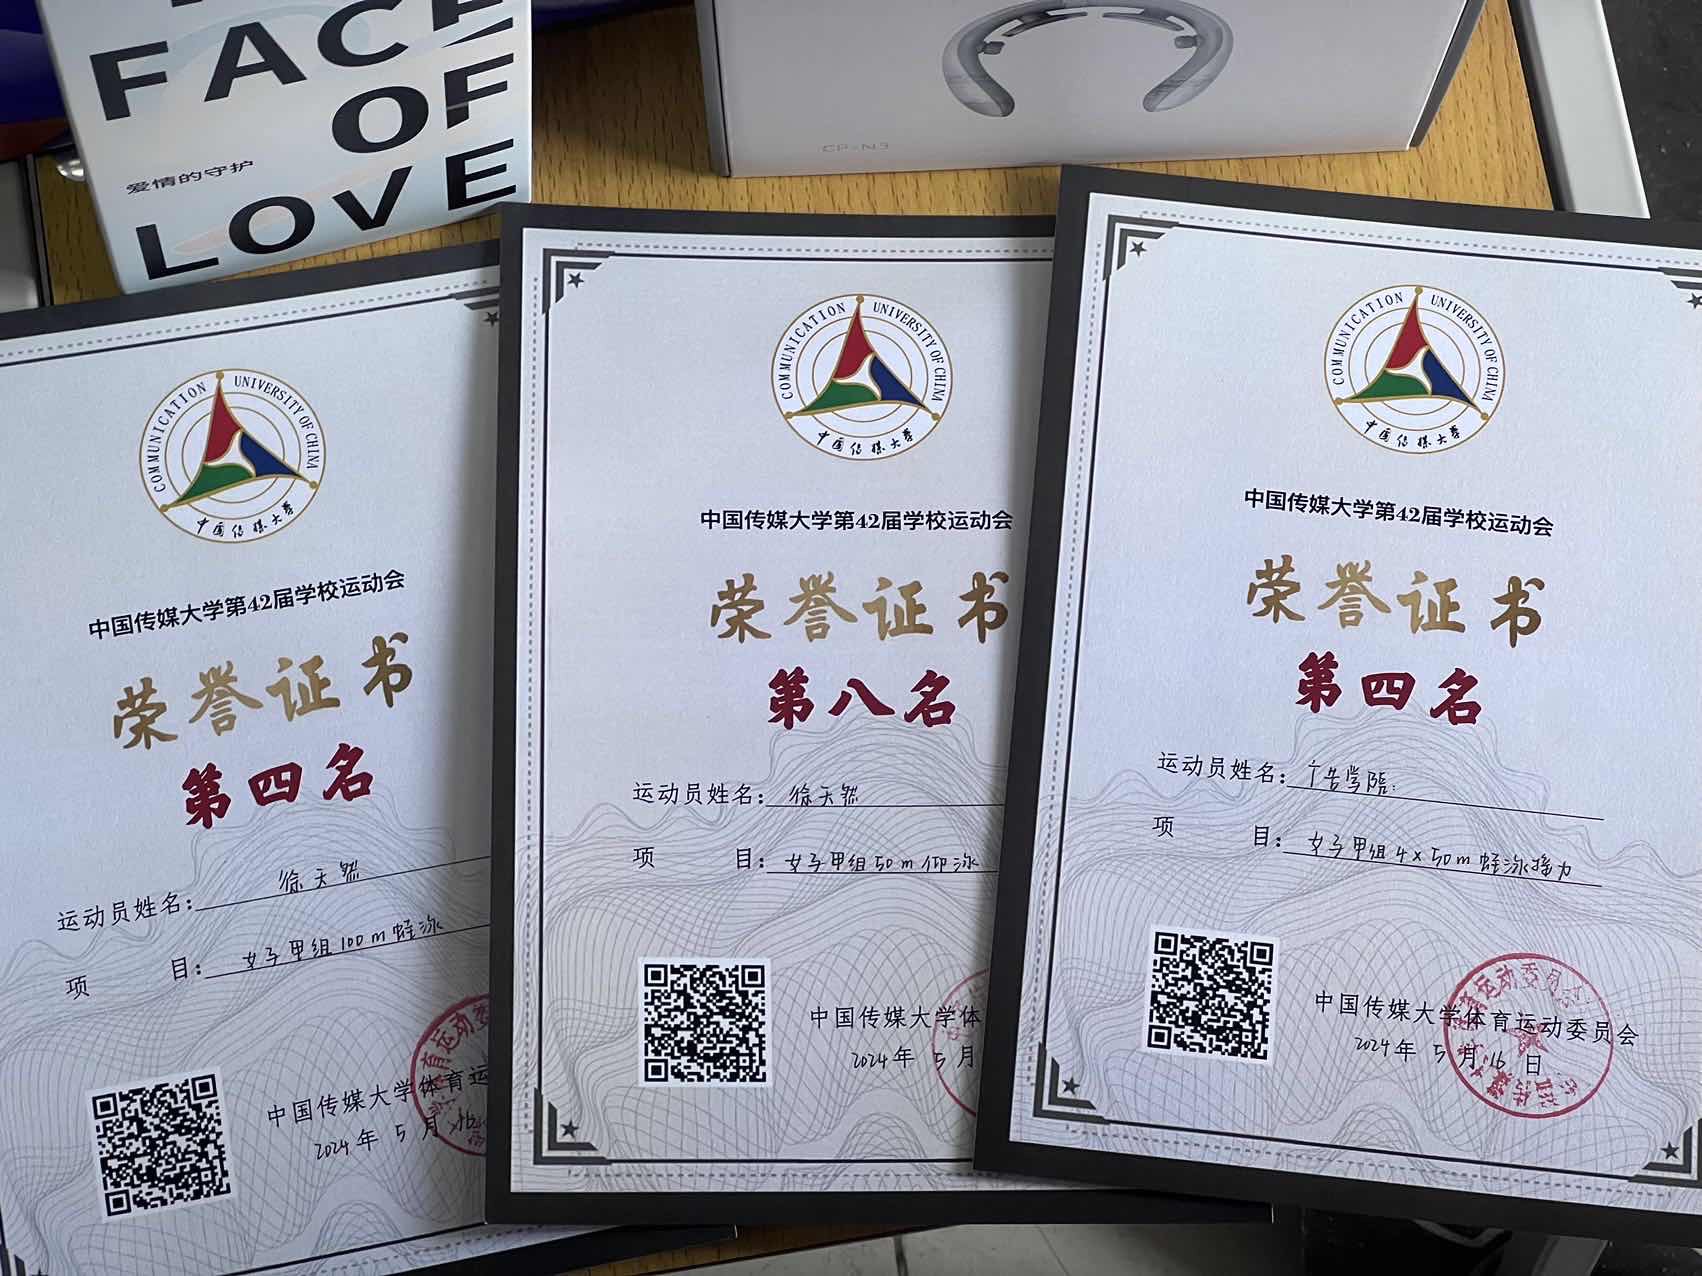 FACE
OF
爱情的守护
LOVE
CP-N3
COMMUNICATION UNIVERSITY OF CHINA
中国传媒大学
中国传媒大学第42届学校运动会
荣誉证书
第四名
运动员姓名：徐天然
项 目：女子甲组100m蛙泳
中国传媒大学体育运
2024年5月16
COMMUNICATION UNIVERSITY OF CHINA
中国传媒大学
中国传媒大学第42届学校运动会
荣誉证书
第八名
运动员姓名：徐天然
项 目：女子甲组50m仰泳
中国传媒大学体
2024年5月
COMMUNICATION UNIVERSITY OF CHINA
中国传媒大学
中国传媒大学第42届学校运动会
荣誉证书
第四名
运动员姓名：广告学院
项 目：女子甲组4×50m蛙泳接力
中国传媒大学体育运动委员会
2024年5月16日